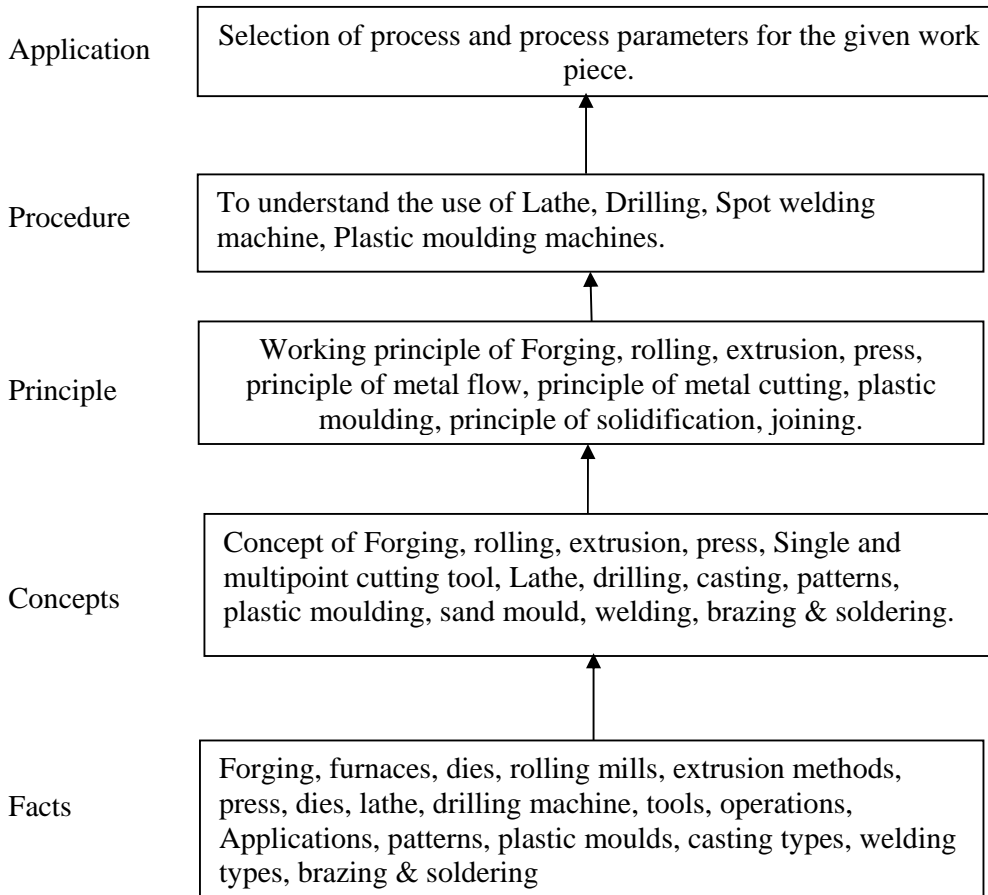 Application
Selection of process and process parameters for the given work
piece.
Procedure
To understand the use of Lathe, Drilling, Spot welding
machine, Plastic moulding machines.
Principle
Working principle of Forging, rolling, extrusion, press,
principle of metal flow, principle of metal cutting, plastic
moulding, principle of solidification, joining.
Concepts
Concept of Forging, rolling, extrusion, press, Single and
multipoint cutting tool, Lathe, drilling, casting, patterns,
plastic moulding, sand mould, welding, brazing & soldering.
Facts
Forging, furnaces, dies, rolling mills, extrusion methods,
press, dies, lathe, drilling machine, tools, operations,
Applications, patterns, plastic moulds, casting types, welding
types, brazing & soldering